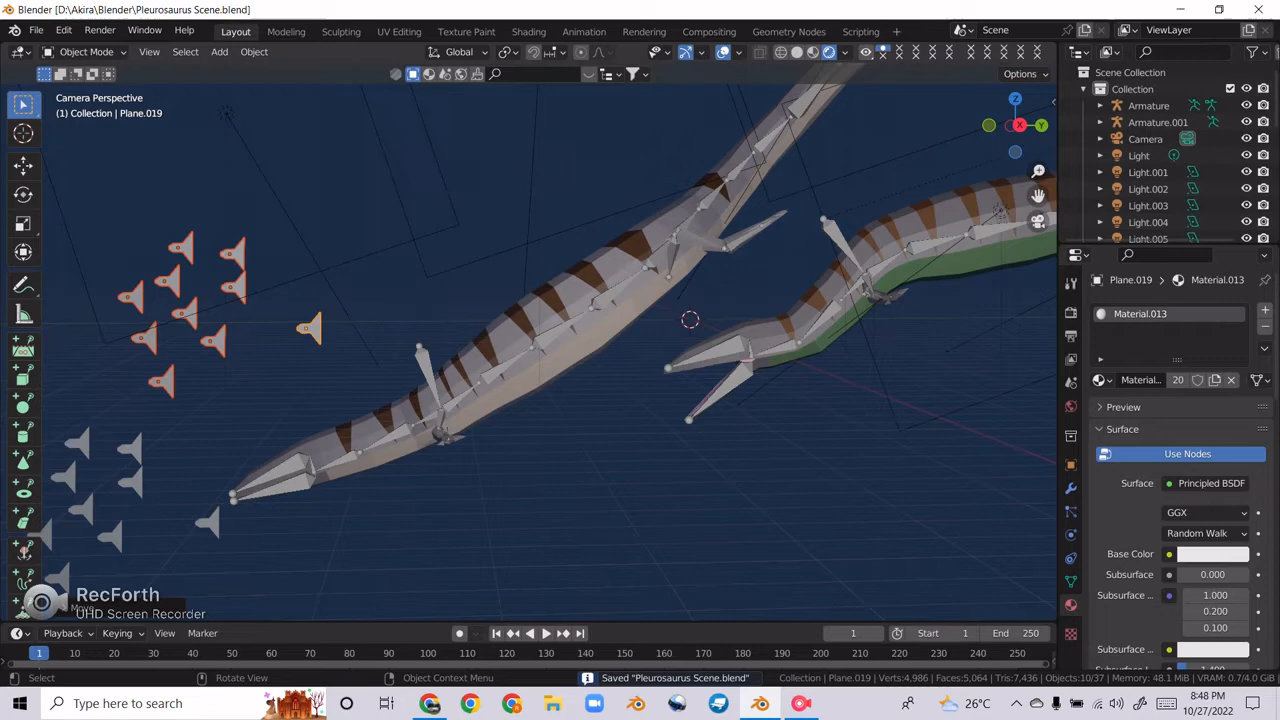 Blender [D:\Akira\Blender\Pleurosaurus Scene.blend]
File Edit Render Window Help Layout Modeling Sculpting UV Editing Texture Paint Shading Animation Rendering Compositing Geometry Nodes Scripting + Scene ViewLayer
Object Mode View Select Add Object Global
Options
Camera Perspective
(1) Collection | Plane.019
Z
X
Y
Scene Collection
Collection
Armature
Armature.001
Camera
Light
Light.001
Light.002
Light.003
Light.004
Light.005
Plane.019 Material.013
Material.013
Material... 20
Preview
Surface
Use Nodes
Surface Principled BSDF
GGX
Random Walk
Base Color
Subsurface 0.000
Subsurface ... 1.000
0.200
0.100
Subsurface ...
RecForth
UHD Screen Recorder
Playback Keying View Marker 1 Start 1 End 250
1 10 20 30 40 50 60 70 80 90 100 110 120 130 140 150 160 170 180 190 200 210 220 230 240 250
Select Rotate View Object Context Menu Saved "Pleurosaurus Scene.blend" Collection | Plane.019 | Verts:4,986 | Faces:5,064 | Tris:7,436 | Objects:10/37 | Memory: 48.1 MiB | VRAM: 0.8/4.0
Type here to search 26°C 8:48 PM
10/27/2022